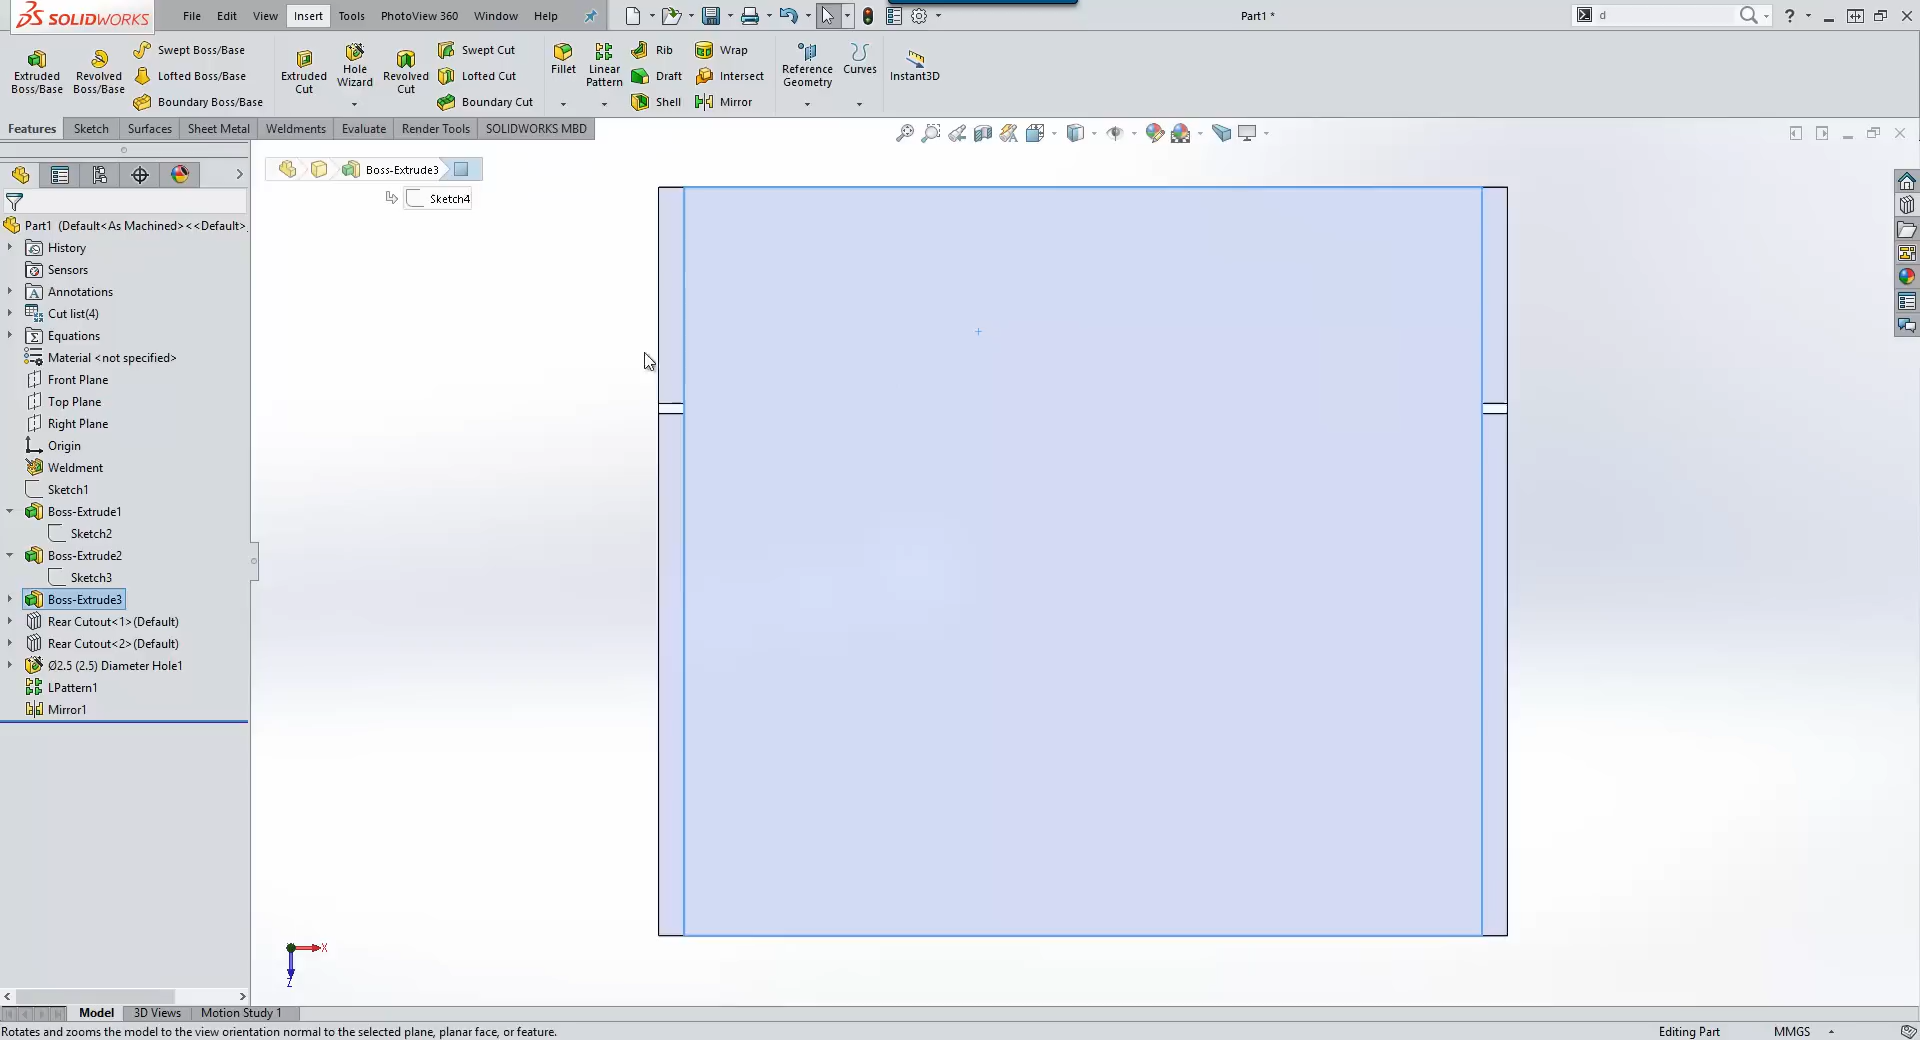 SOLIDWORKS
File Edit View Insert Tools PhotoView 360 Window Help
Part1 *
d
Extruded Boss/Base
Revolved Boss/Base
Swept Boss/Base
Lofted Boss/Base
Boundary Boss/Base
Extruded Cut
Hole Wizard
Revolved Cut
Swept Cut
Lofted Cut
Boundary Cut
Fillet
Linear Pattern
Rib
Draft
Shell
Wrap
Intersect
Mirror
Reference Geometry
Curves
Instant3D
Features Sketch Surfaces Sheet Metal Weldments Evaluate Render Tools SOLIDWORKS MBD
Boss-Extrude3
Sketch4
Part1 (Default<As Machined><<Default>
History
Sensors
Annotations
Cut list(4)
Equations
Material <not specified>
Front Plane
Top Plane
Right Plane
Origin
Weldment
Sketch1
Boss-Extrude1
Sketch2
Boss-Extrude2
Sketch3
Boss-Extrude3
Rear Cutout<1>(Default)
Rear Cutout<2>(Default)
Ø2.5 (2.5) Diameter Hole1
LPattern1
Mirror1
X
Z
Model 3D Views Motion Study 1
Rotates and zooms the model to the view orientation normal to the selected plane, planar face, or feature.
Editing Part
MMGS